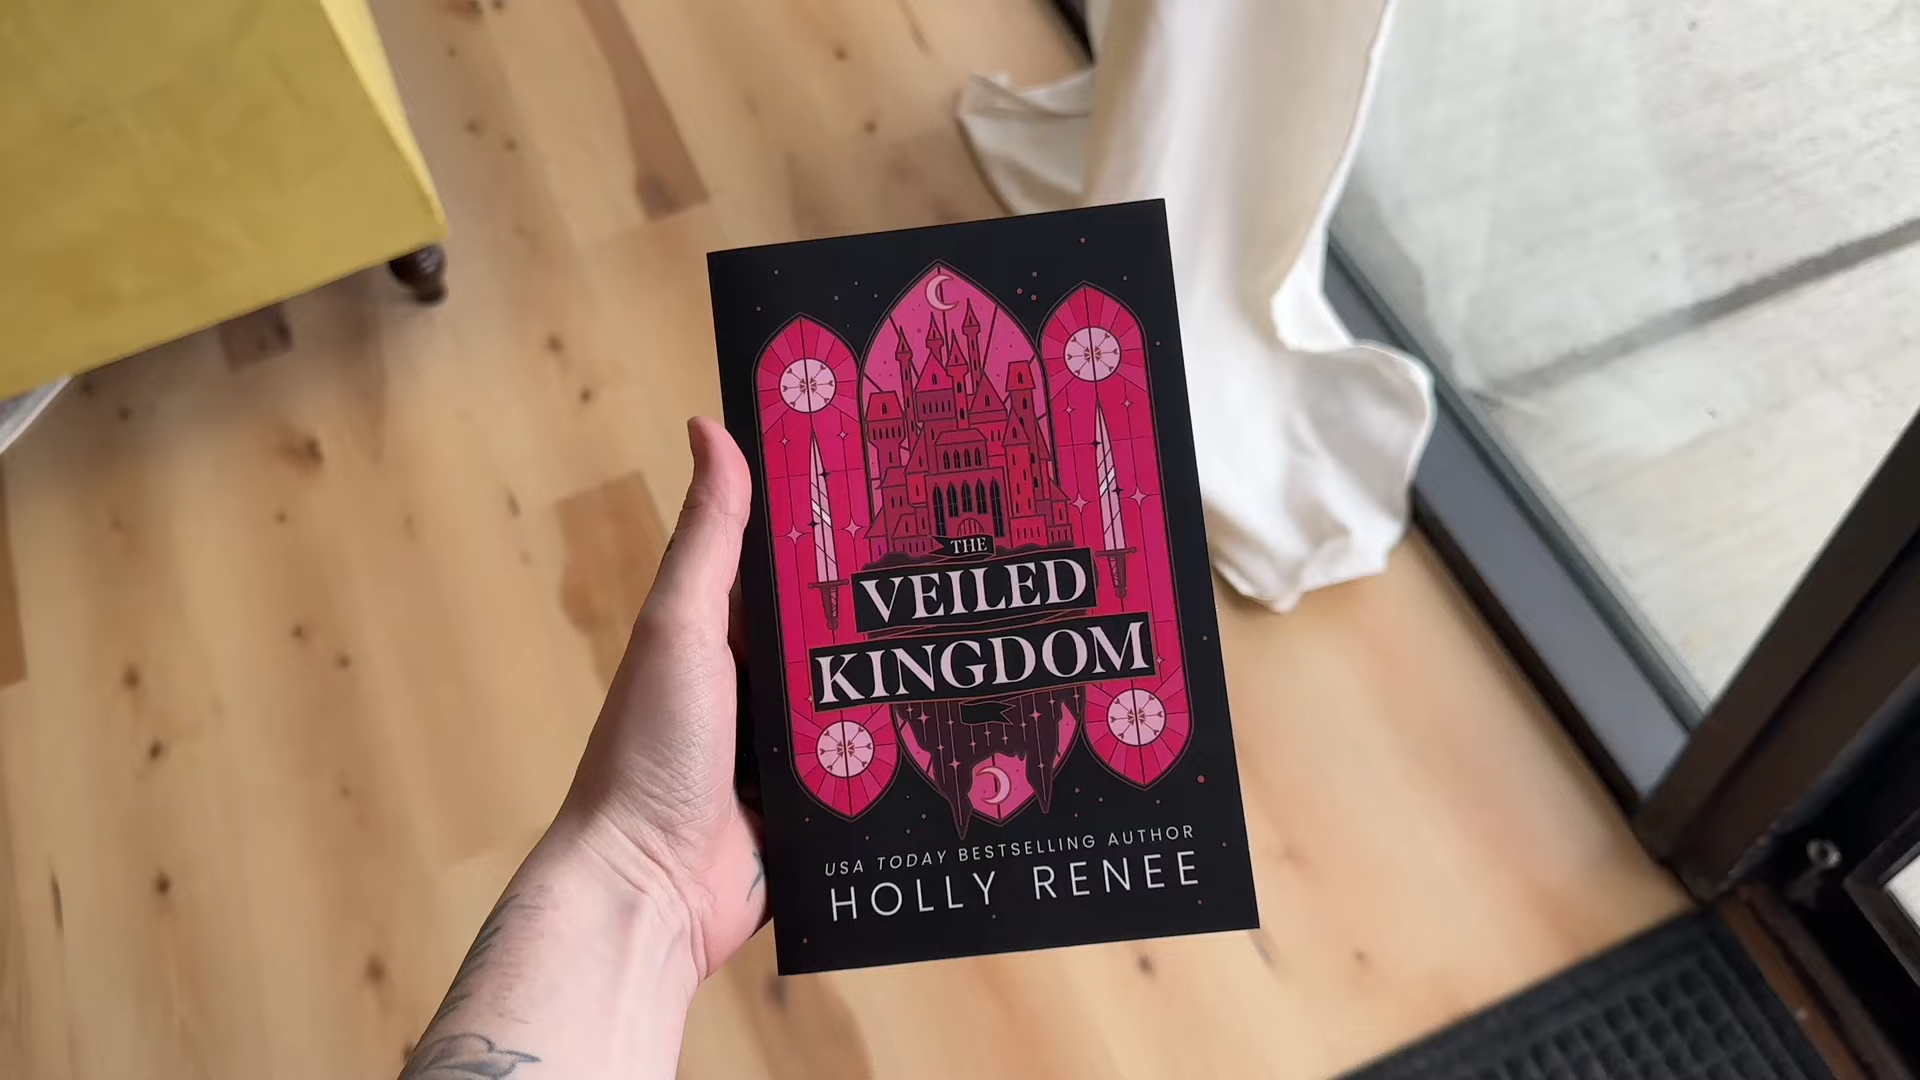 THE
VEILED
KINGDOM
USA TODAY BESTSELLING AUTHOR
HOLLY RENEE